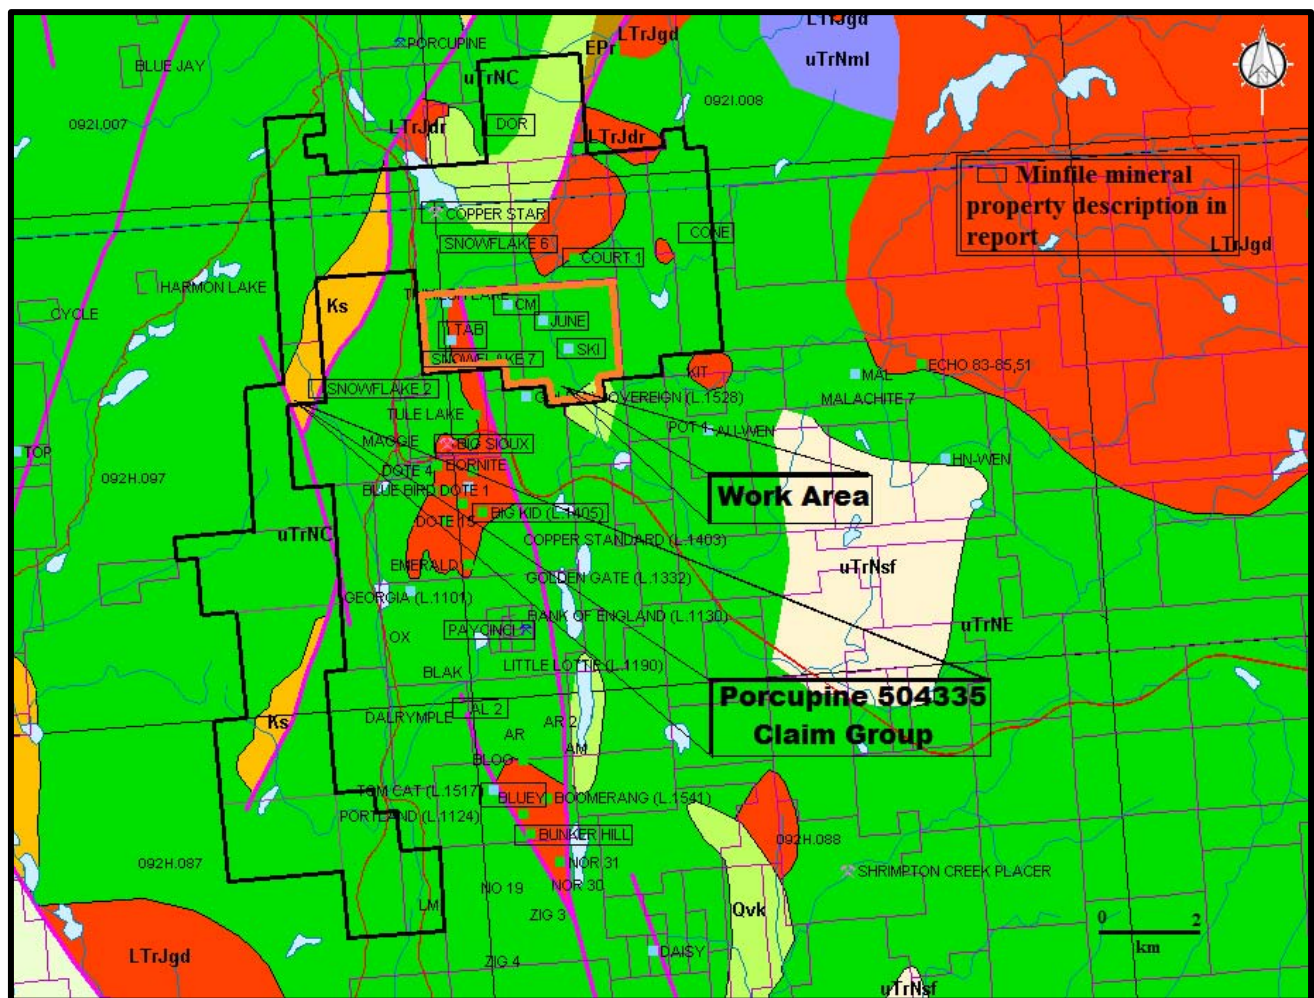 LTrJgd
LTrJgd
EPr
PORCUPINE
BLUE JAY
uTrNC
uTrNml
092I.008
092I.007
LTrJdr
DOR
LTrJdr
N
Minfile mineral
property description in
report
LTrJgd
COPPER STAR
CONE
SNOWFLAKE 6
COURT 1
HARMON LAKE
Ks
CM
CYCLE
JUNE
TAB
SKI
SNOWFLAKE 7
ECHO 83-85,51
KIT
MAL
SNOWFLAKE 2
SOVEREIGN (L.1528)
MALACHITE 7
TULE LAKE
POT 1
ALLWEN
MAGGIE
BIG SIOUX
TOP
HN-WEN
DOTE 4
BORNITE
092H.097
BLUE BIRD
DOTE 1
Work Area
BIG KID (L.1405)
DOTE 15
uTrNC
COPPER STANDARD (L.1403)
EMERALD
uTrNsf
GOLDEN GATE (L.1332)
GEORGIA (L.1101)
BANK OF ENGLAND (L.1130)
uTrNE
PAYCINCI
OX
LITTLE LOTTIE (L.1190)
BLAK
Porcupine 504335
Claim Group
AL 2
DALRYMPLE
Ks
AR 2
AR
AM
BLOG
TOM CAT (L.1517)
BLUEY
BOOMERANG (L.1541)
PORTLAND (L.1124)
BUNKER HILL
092H.088
092H.087
NOR 31
SHRIMPTON CREEK PLACER
NO 19
NOR 30
LM
ZIG 3
Qvk
0 2
km
LTrJgd
DAISY
ZIG 4
uTrNsf